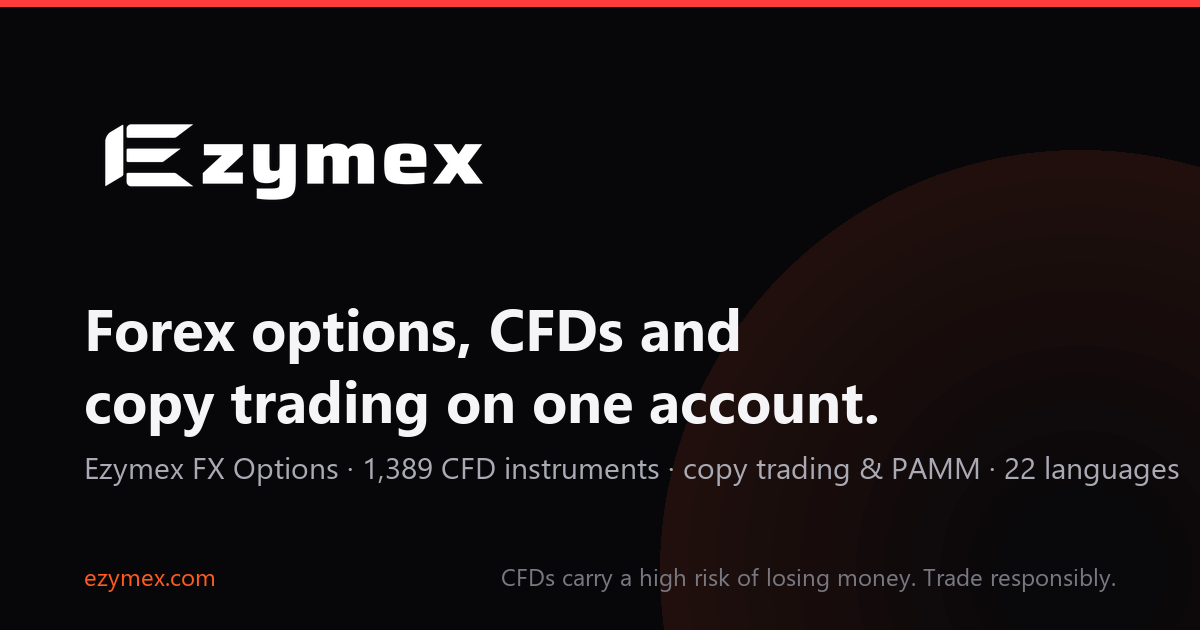 Ezymex
Forex options, CFDs and
copy trading on one account.
Ezymex FX Options · 1,389 CFD instruments · copy trading & PAMM · 22 languages
ezymex.com
CFDs carry a high risk of losing money. Trade responsibly.